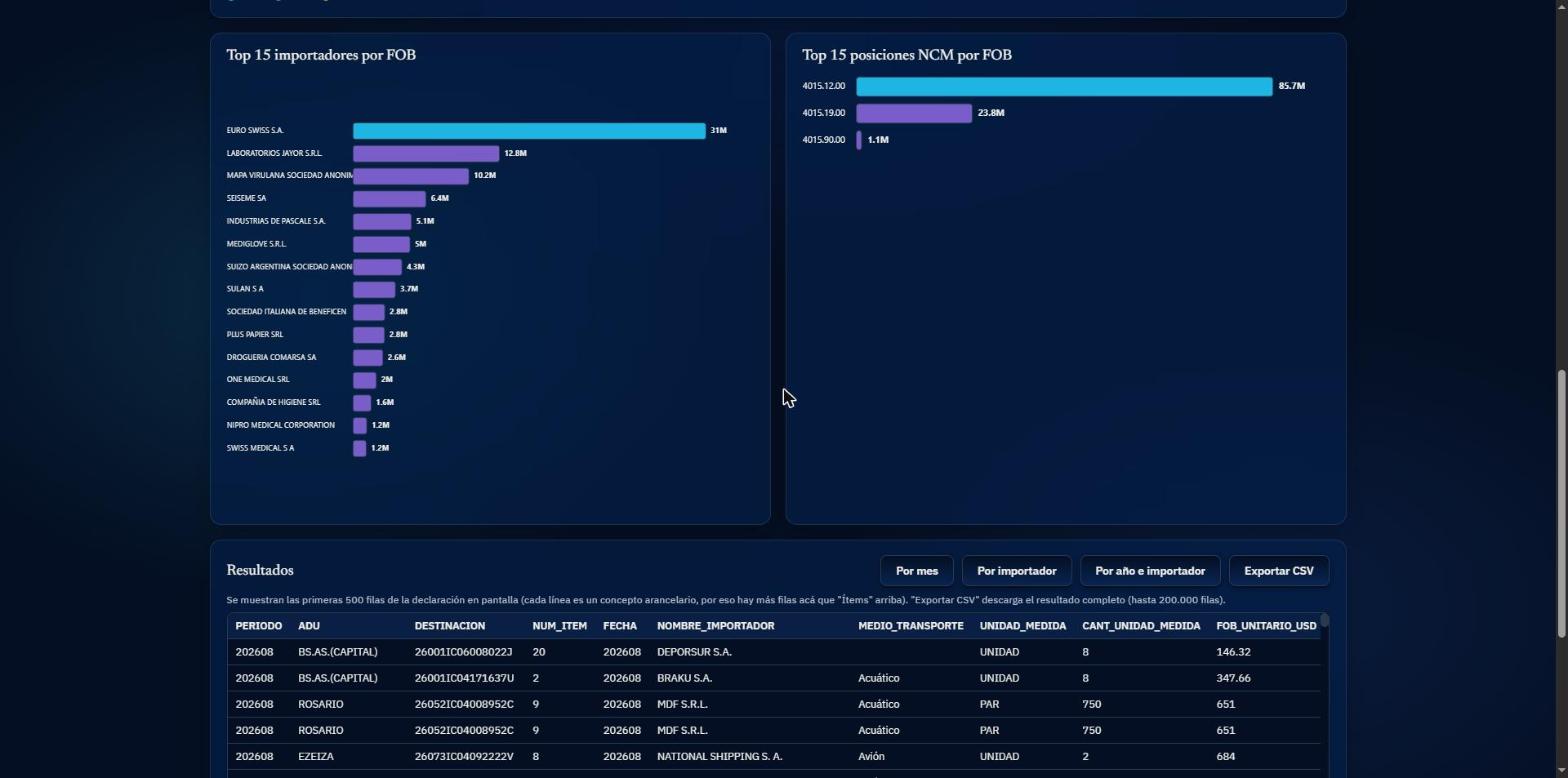 Top 15 importadores por FOB
EURO SWISS S.A. 31M
LABORATORIOS JAYOR S.R.L. 12.8M
MAPA VIRULANA SOCIEDAD ANONIM 10.2M
SEISEME SA 6.4M
INDUSTRIAS DE PASCALE S.A. 5.1M
MEDIGLOVE S.R.L. 5M
SUIZO ARGENTINA SOCIEDAD ANON 4.3M
SULAN S A 3.7M
SOCIEDAD ITALIANA DE BENEFICEN 2.8M
PLUS PAPIER SRL 2.8M
DROGUERIA COMARSA SA 2.6M
ONE MEDICAL SRL 2M
COMPAÑIA DE HIGIENE SRL 1.6M
NIPRO MEDICAL CORPORATION 1.2M
SWISS MEDICAL S A 1.2M
Top 15 posiciones NCM por FOB
4015.12.00 85.7M
4015.19.00 23.8M
4015.90.00 1.1M
Resultados
Por mes Por importador Por año e importador Exportar CSV
Se muestran las primeras 500 filas de la declaración en pantalla (cada línea es un concepto arancelario, por eso hay más filas acá que "Ítems" arriba). "Exportar CSV" descarga el resultado completo (hasta 200.000 filas).
PERIODO ADU DESTINACION NUM_ITEM FECHA NOMBRE_IMPORTADOR MEDIO_TRANSPORTE UNIDAD_MEDIDA CANT_UNIDAD_MEDIDA FOB_UNITARIO_USD
202608 BS.AS.(CAPITAL) 26001IC06008022J 20 202608 DEPORSUR S.A. UNIDAD 8 146.32
202608 BS.AS.(CAPITAL) 26001IC04171637U 2 202608 BRAKU S.A. Acuático UNIDAD 8 347.66
202608 ROSARIO 26052IC04008952C 9 202608 MDF S.R.L. Acuático PAR 750 651
202608 ROSARIO 26052IC04008952C 9 202608 MDF S.R.L. Acuático PAR 750 651
202608 EZEIZA 26073IC04092222V 8 202608 NATIONAL SHIPPING S. A. Avión UNIDAD 2 684